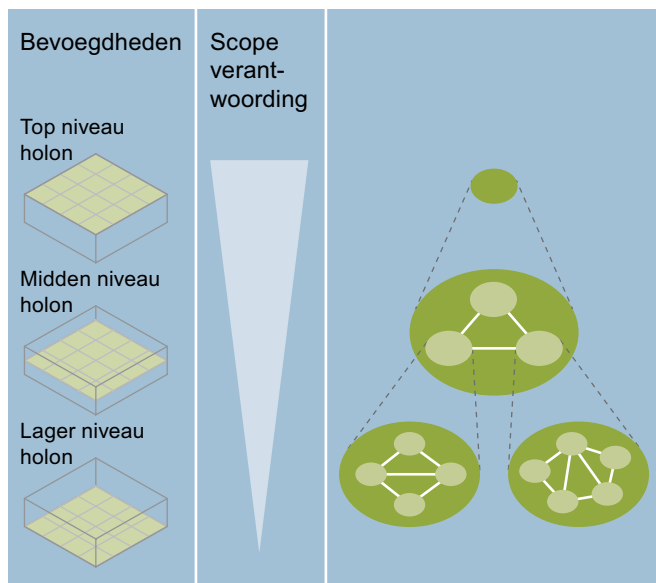 Bevoegdheden
Scope
verant-
woording
Top niveau
holon
Midden niveau
holon
Lager niveau
holon